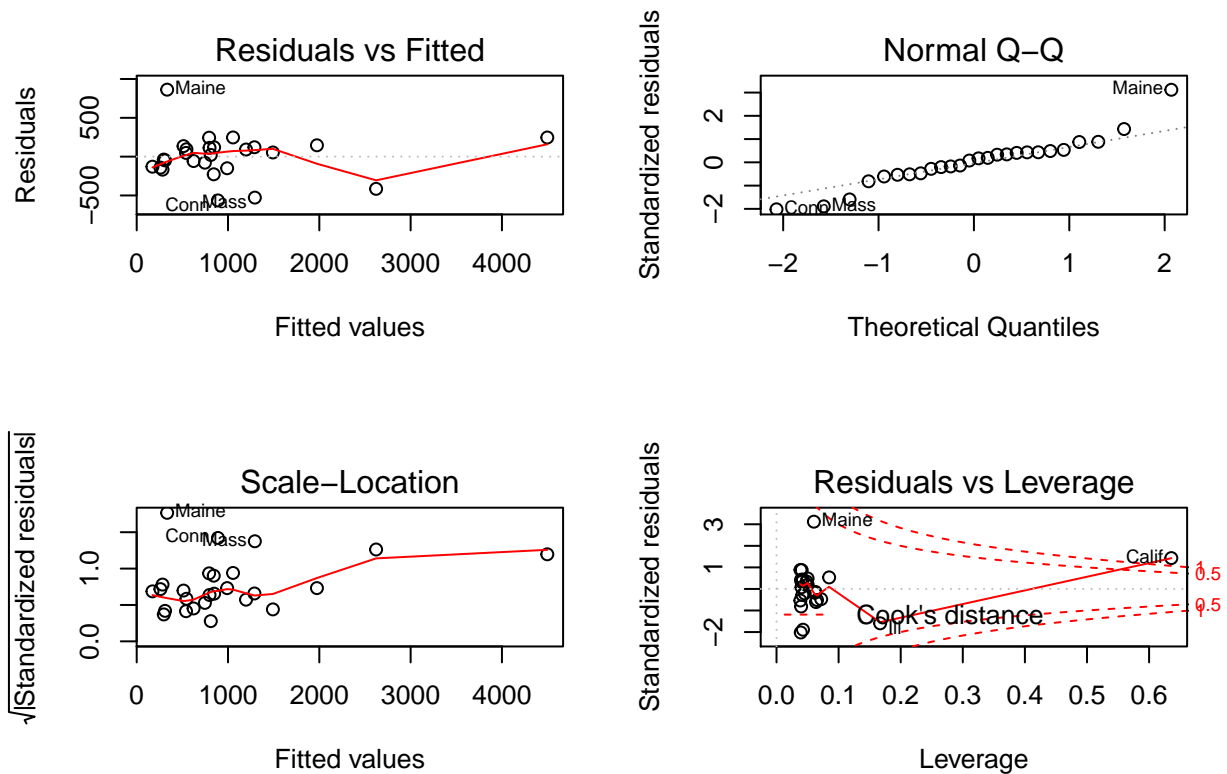 Residuals vs Fitted
Residuals
500
−500
Maine
Conn
Mass
0
1000
2000
3000
4000
Fitted values
Normal Q−Q
Standardized residuals
2
0
−2
Maine
Conn
Mass
−2
−1
0
1
2
Theoretical Quantiles
Scale−Location
√|Standardized residuals|
1.0
0.0
Maine
Conn
Mass
0
1000
2000
3000
4000
Fitted values
Residuals vs Leverage
Standardized residuals
3
1
−2
Maine
Calif
Ill
Cook's distance
1
0.5
0.5
1
0.0
0.1
0.2
0.3
0.4
0.5
0.6
Leverage